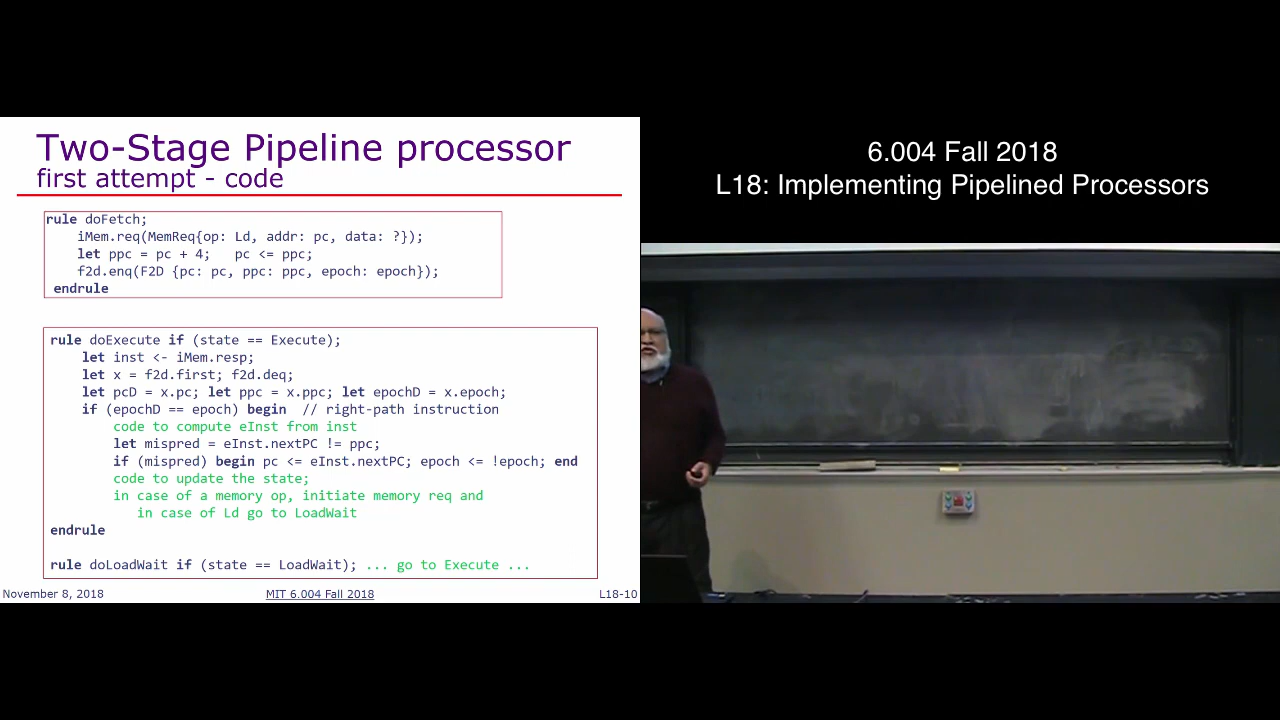 Two-Stage Pipeline processor
first attempt - code
rule doFetch;
iMem.req(MemReq{op: Ld, addr: pc, data: ?});
let ppc = pc + 4;   pc <= ppc;
f2d.enq(F2D {pc: pc, ppc: ppc, epoch: epoch});
endrule
rule doExecute if (state == Execute);
let inst <- iMem.resp;
let x = f2d.first; f2d.deq;
let pcD = x.pc; let ppc = x.ppc; let epochD = x.epoch;
if (epochD == epoch) begin  // right-path instruction
code to compute eInst from inst
let mispred = eInst.nextPC != ppc;
if (mispred) begin pc <= eInst.nextPC; epoch <= !epoch; end
code to update the state;
in case of a memory op, initiate memory req and
in case of Ld go to LoadWait
endrule
rule doLoadWait if (state == LoadWait); ... go to Execute ...
November 8, 2018
MIT 6.004 Fall 2018
L18-10
6.004 Fall 2018
L18: Implementing Pipelined Processors